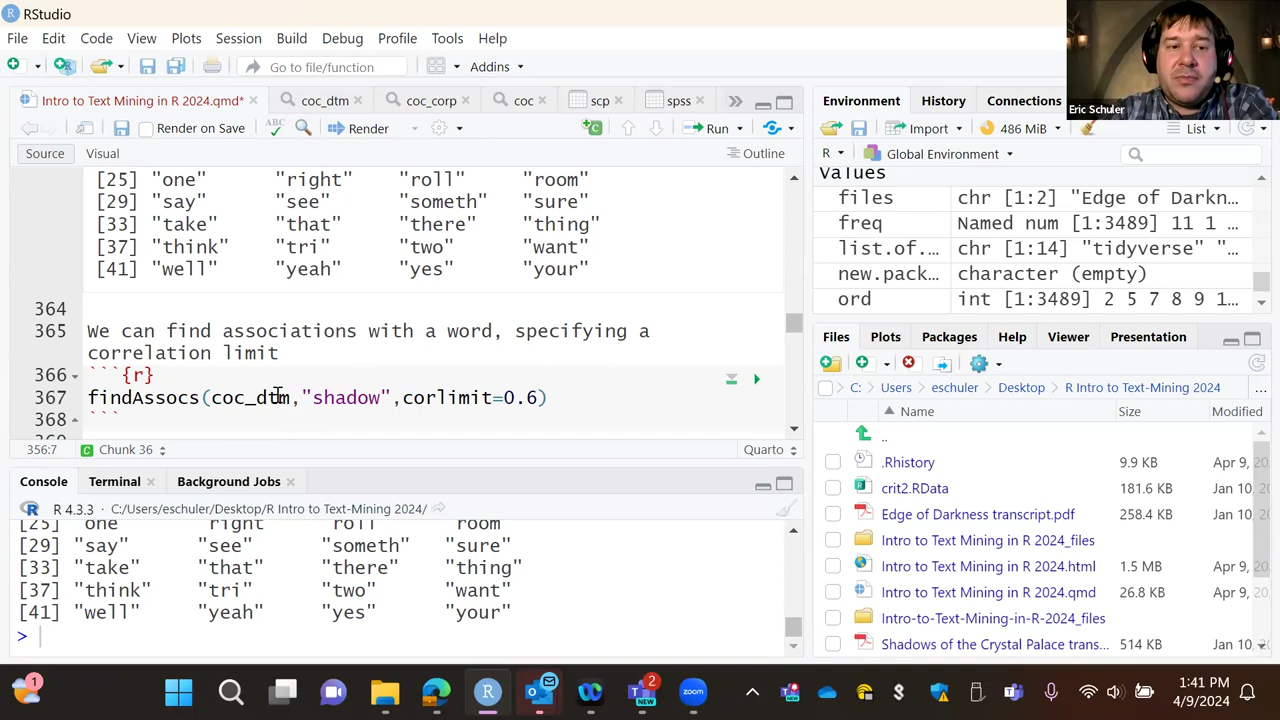 RStudio
File Edit Code View Plots Session Build Debug Profile Tools Help
Go to file/function Addins
Intro to Text Mining in R 2024.qmd* coc_dtm coc_corp coc scp spss
Render on Save ABC Render Run
Source Visual Outline
[25] "one" "right" "roll" "room"
[29] "say" "see" "someth" "sure"
[33] "take" "that" "there" "thing"
[37] "think" "tri" "two" "want"
[41] "well" "yeah" "yes" "your"
364
365 We can find associations with a word, specifying a
correlation limit
366 ```{r}
367 findAssocs(coc_dtm,"shadow",corlimit=0.6)
368 ```
356:7 Chunk 36 Quarto
Console Terminal Background Jobs
R 4.3.3 · C:/Users/eschuler/Desktop/R Intro to Text-Mining 2024/
[25] "one" "right" "roll" "room"
[29] "say" "see" "someth" "sure"
[33] "take" "that" "there" "thing"
[37] "think" "tri" "two" "want"
[41] "well" "yeah" "yes" "your"
>
Eric Schuler
Environment History Connections
Import 486 MiB List
R Global Environment
Values
files chr [1:2] "Edge of Darkn…
freq Named num [1:3489] 11 1 …
list.of.… chr [1:14] "tidyverse" "…
new.pack… character (empty)
ord int [1:3489] 2 5 7 8 9 1…
Files Plots Packages Help Viewer Presentation
C: Users eschuler Desktop R Intro to Text-Mining 2024 ...
Name Size Modified
..
.Rhistory 9.9 KB Apr 9, 20
crit2.RData 181.6 KB Jan 10,
Edge of Darkness transcript.pdf 258.4 KB Jan 10,
Intro to Text Mining in R 2024_files
Intro to Text Mining in R 2024.html 1.5 MB Apr 9, 20
Intro to Text Mining in R 2024.qmd 26.8 KB Apr 9, 20
Intro-to-Text-Mining-in-R-2024_files
Shadows of the Crystal Palace trans... 514 KB Jan 10,
1 2 NEW zoom
1:41 PM
4/9/2024